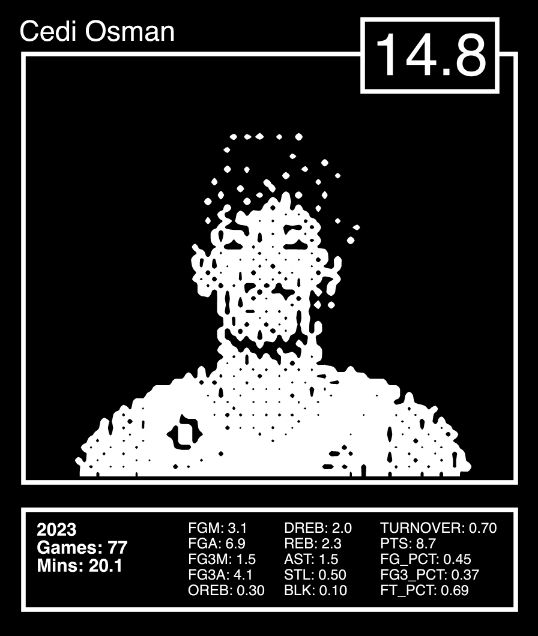 Cedi Osman
14.8
2023
Games: 77
Mins: 20.1
FGM: 3.1
FGA: 6.9
FG3M: 1.5
FG3A: 4.1
OREB: 0.30
DREB: 2.0
REB: 2.3
AST: 1.5
STL: 0.50
BLK: 0.10
TURNOVER: 0.70
PTS: 8.7
FG_PCT: 0.45
FG3_PCT: 0.37
FT_PCT: 0.69